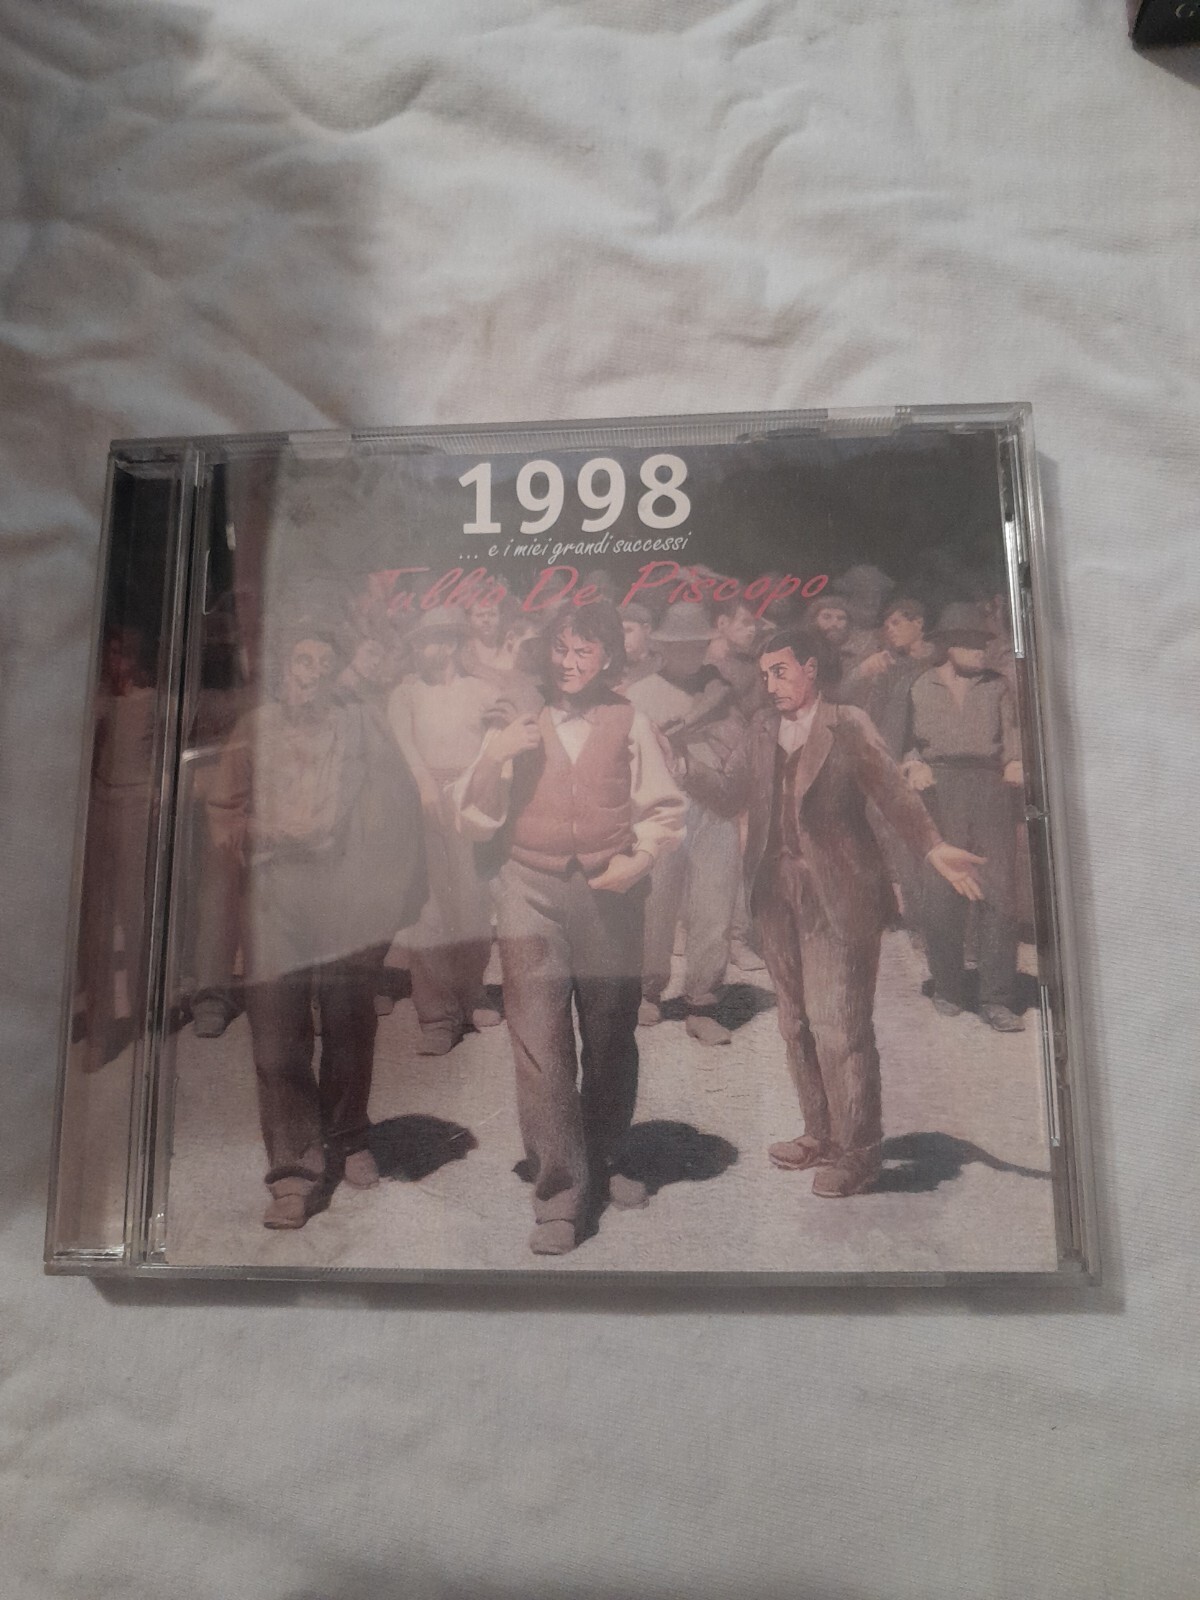 1998
... e i miei grandi successi
Tullio De Piscopo
G